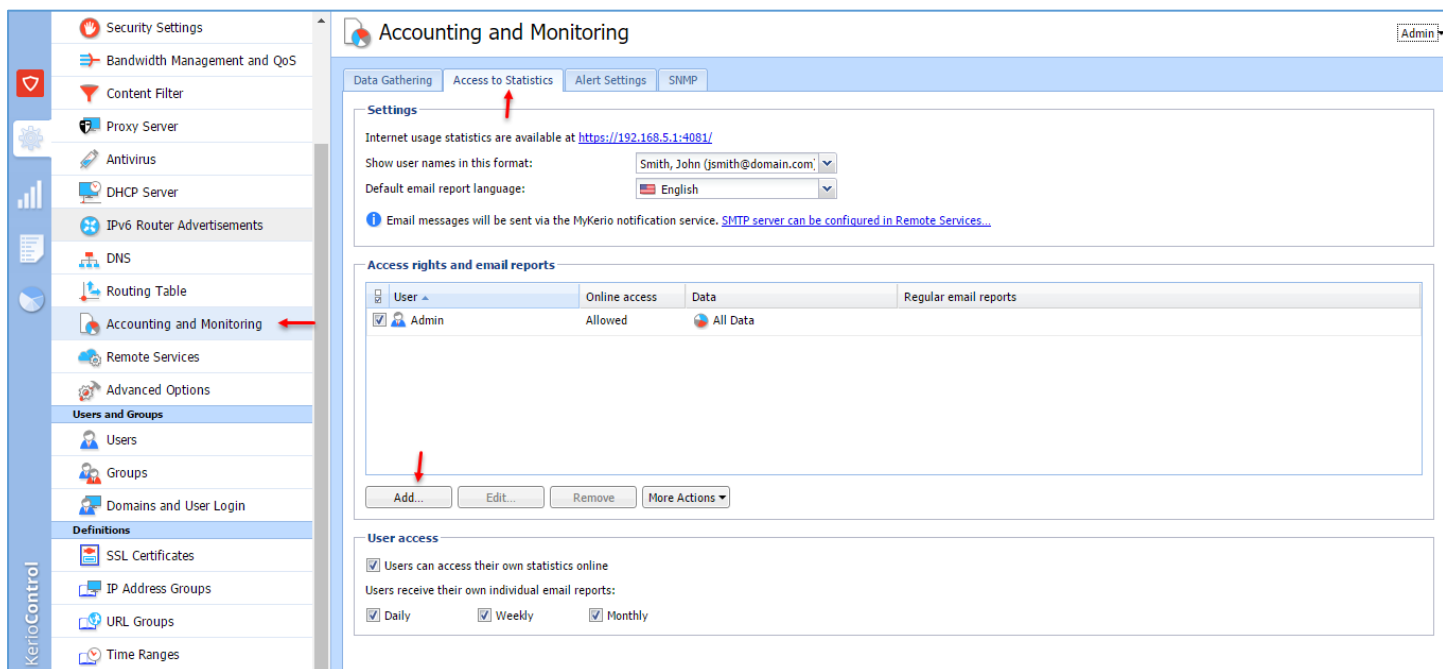 Security Settings
Bandwidth Management and QoS
Content Filter
Proxy Server
Antivirus
DHCP Server
IPv6 Router Advertisements
DNS
Routing Table
Accounting and Monitoring
Remote Services
Advanced Options
Users and Groups
Users
Groups
Domains and User Login
Definitions
SSL Certificates
IP Address Groups
URL Groups
Time Ranges
KerioControl
Accounting and Monitoring
Admin
Data Gathering Access to Statistics Alert Settings SNMP
Settings
Internet usage statistics are available at https://192.168.5.1:4081/
Show user names in this format: Smith, John (jsmith@domain.com)
Default email report language: English
Email messages will be sent via the MyKerio notification service. SMTP server can be configured in Remote Services...
Access rights and email reports
User Online access Data Regular email reports
Admin Allowed All Data
Add... Edit... Remove More Actions
User access
Users can access their own statistics online
Users receive their own individual email reports:
Daily Weekly Monthly